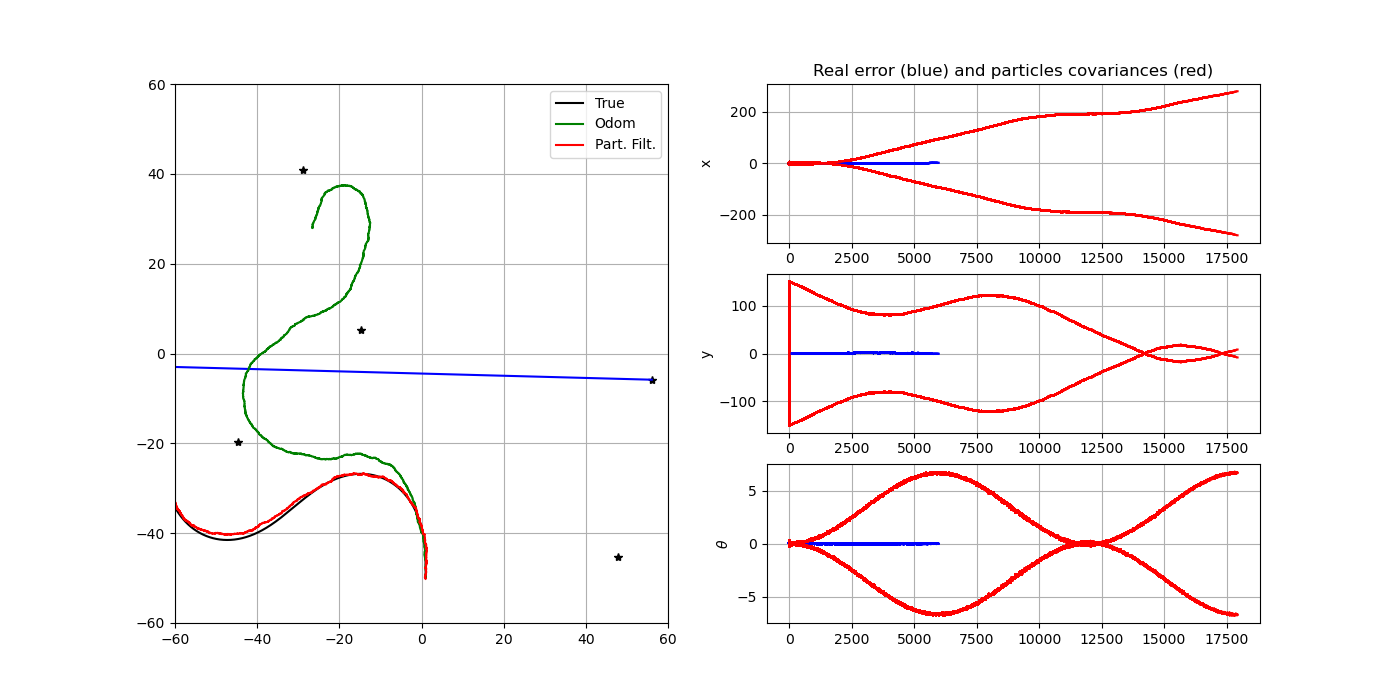 60
40
20
0
−20
−40
−60
−60 −40 −20 0 20 40 60
True
Odom
Part. Filt.
Real error (blue) and particles covariances (red)
x
200
0
−200
0 2500 5000 7500 10000 12500 15000 17500
y
100
0
−100
0 2500 5000 7500 10000 12500 15000 17500
θ
5
0
−5
0 2500 5000 7500 10000 12500 15000 17500